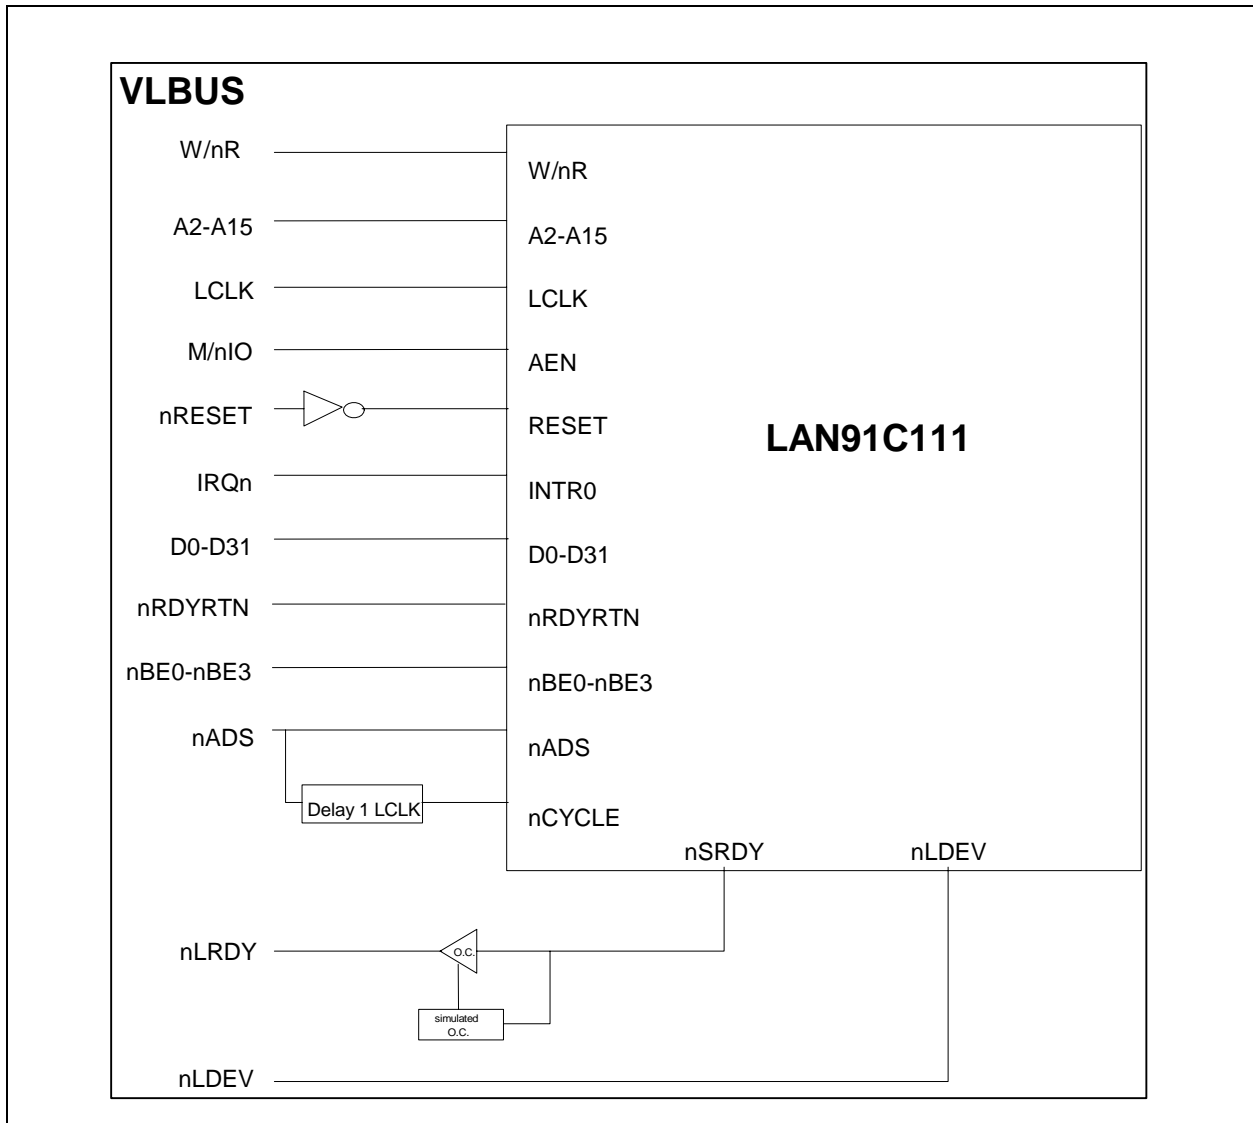 VLBUS
W/nR
W/nR
A2-A15
A2-A15
LCLK
LCLK
M/nIO
AEN
nRESET
RESET
LAN91C111
IRQn
INTR0
D0-D31
D0-D31
nRDYRTN
nRDYRTN
nBE0-nBE3
nBE0-nBE3
nADS
nADS
Delay 1 LCLK
nCYCLE
nSRDY
nLDEV
nLRDY
O.C.
simulated
O.C.
nLDEV